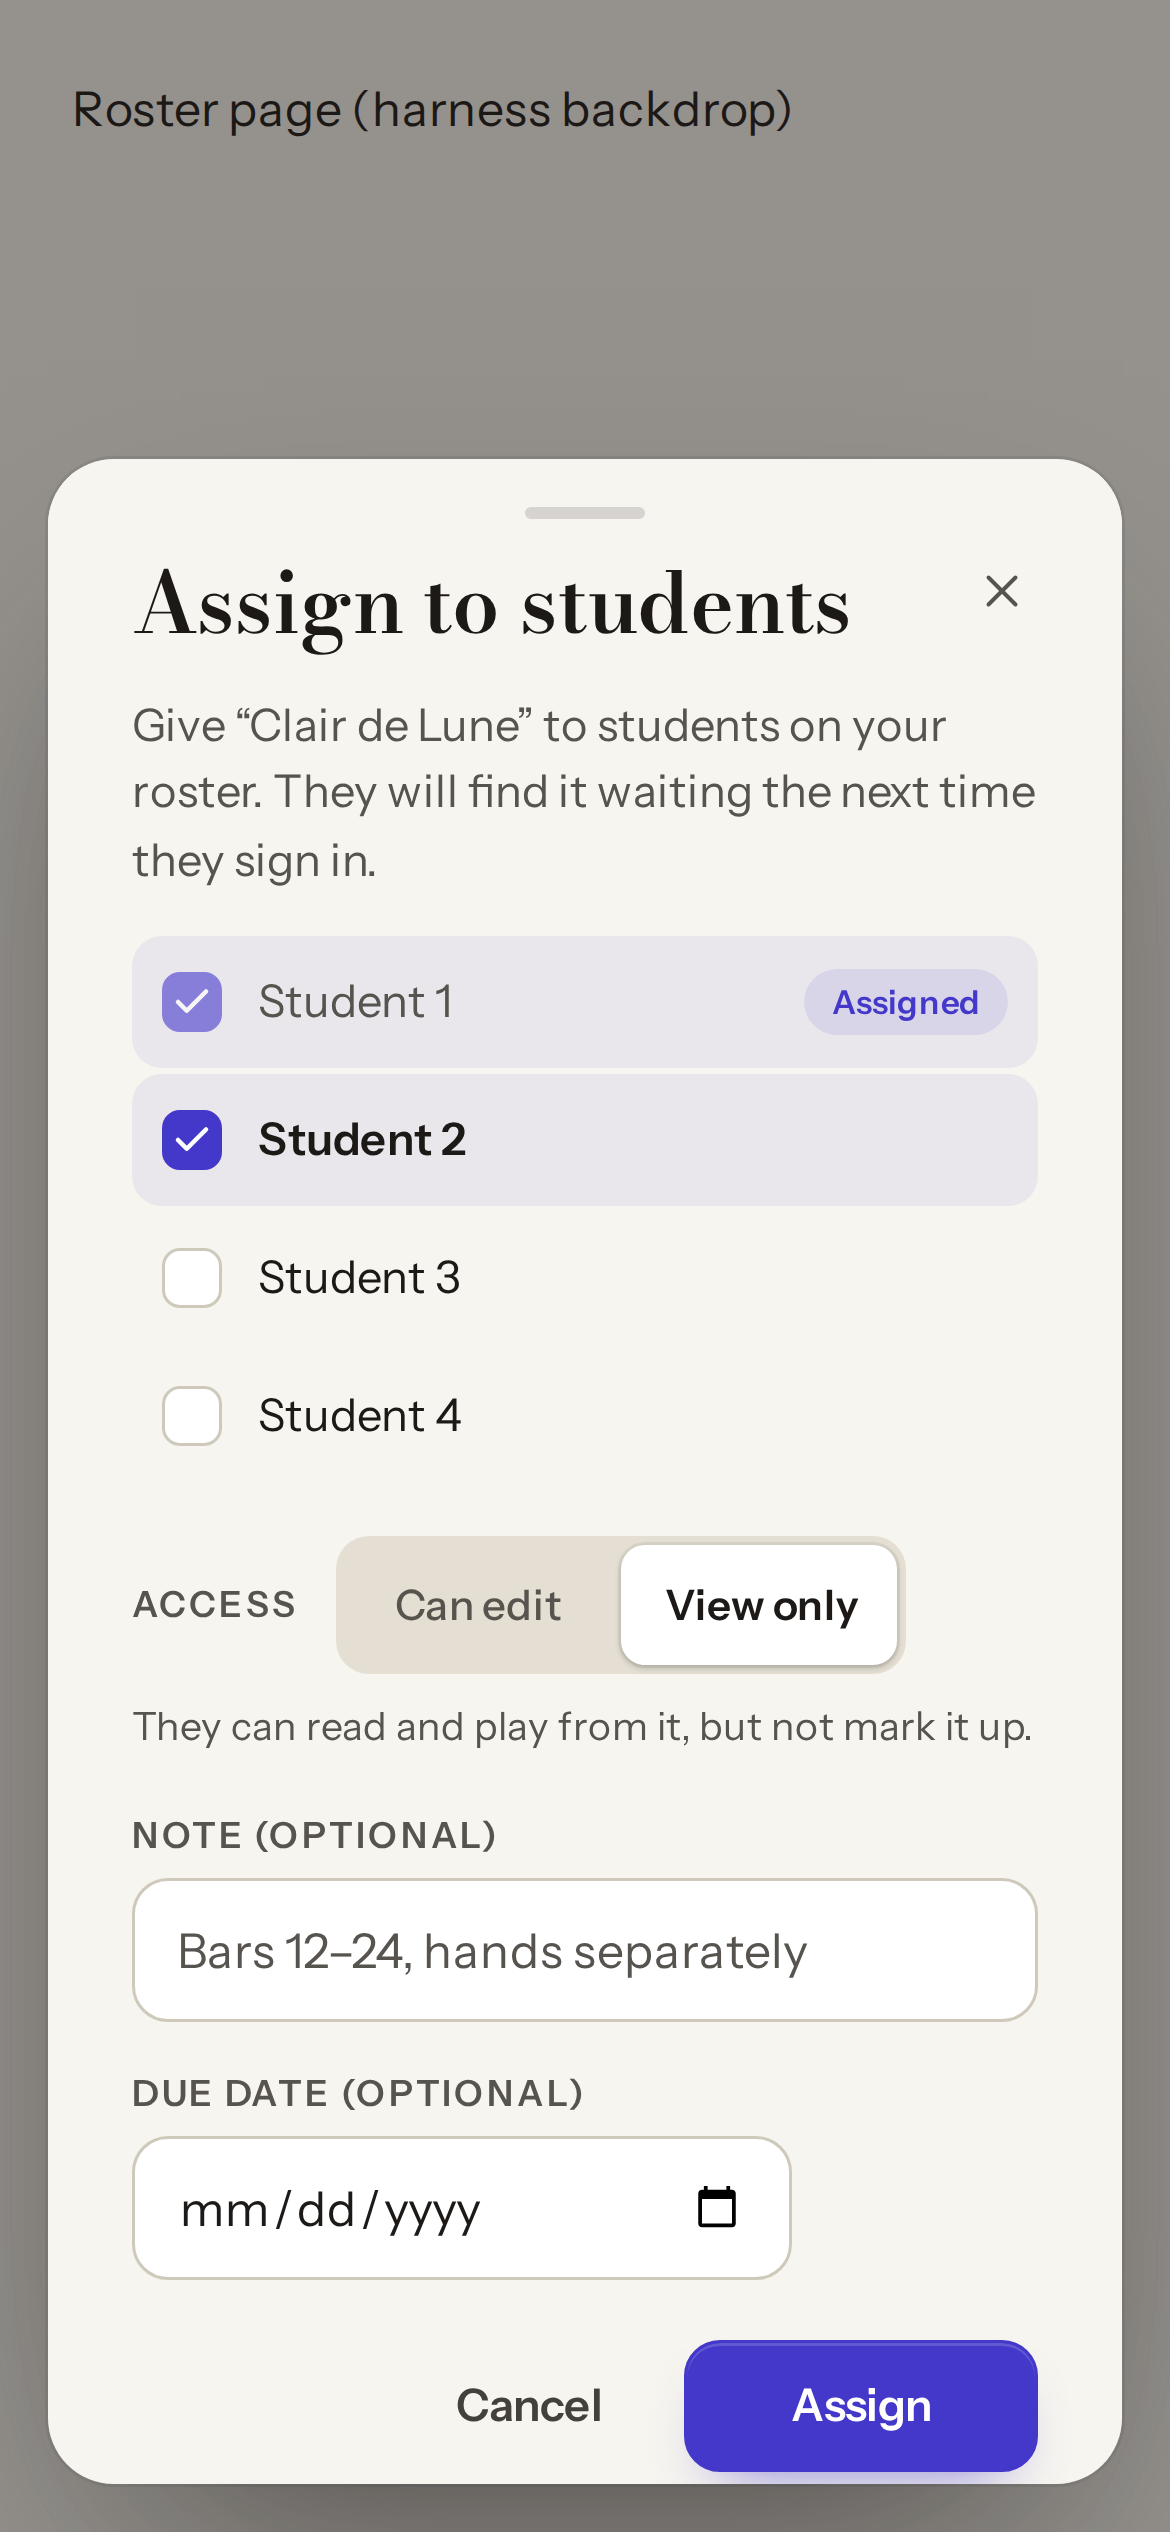 Roster page (harness backdrop)
Assign to students
Give “Clair de Lune” to students on your
roster. They will find it waiting the next time
they sign in.
Student 1 Assigned
Student 2
Student 3
Student 4
ACCESS Can edit View only
They can read and play from it, but not mark it up.
NOTE (OPTIONAL)
Bars 12–24, hands separately
DUE DATE (OPTIONAL)
mm/dd/yyyy
Cancel Assign